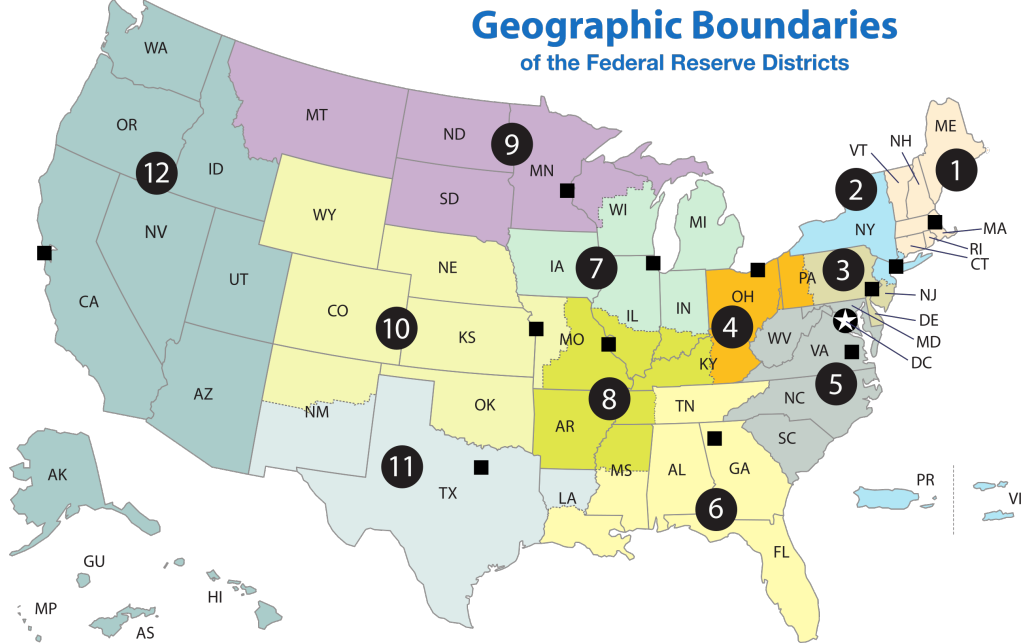 Geographic Boundaries
of the Federal Reserve Districts
WA
OR
12
ID
MT
ND
9
MN
SD
WI
MI
VT
NH
ME
1
2
NY
MA
RI
CT
WY
NV
UT
CA
NE
IA
7
IL
IN
OH
4
PA
3
NJ
DE
MD
DC
CO
10
KS
MO
KY
WV
VA
5
AZ
NM
OK
AR
8
TN
NC
SC
11
TX
LA
MS
AL
GA
6
FL
AK
GU
MP
AS
HI
PR
VI